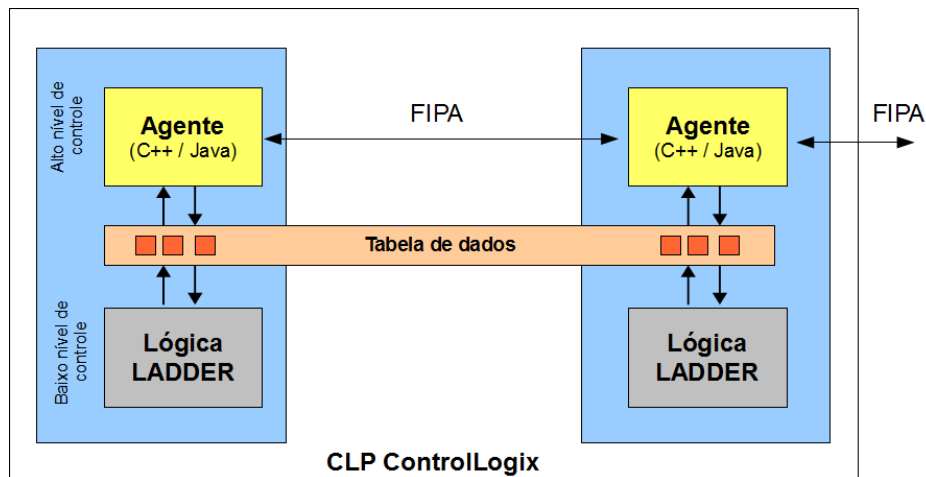 Alto nível de
controle
Agente
(C++ / Java)
FIPA
Agente
(C++ / Java)
FIPA
Tabela de dados
Baixo nível de
controle
Lógica
LADDER
Lógica
LADDER
CLP ControlLogix